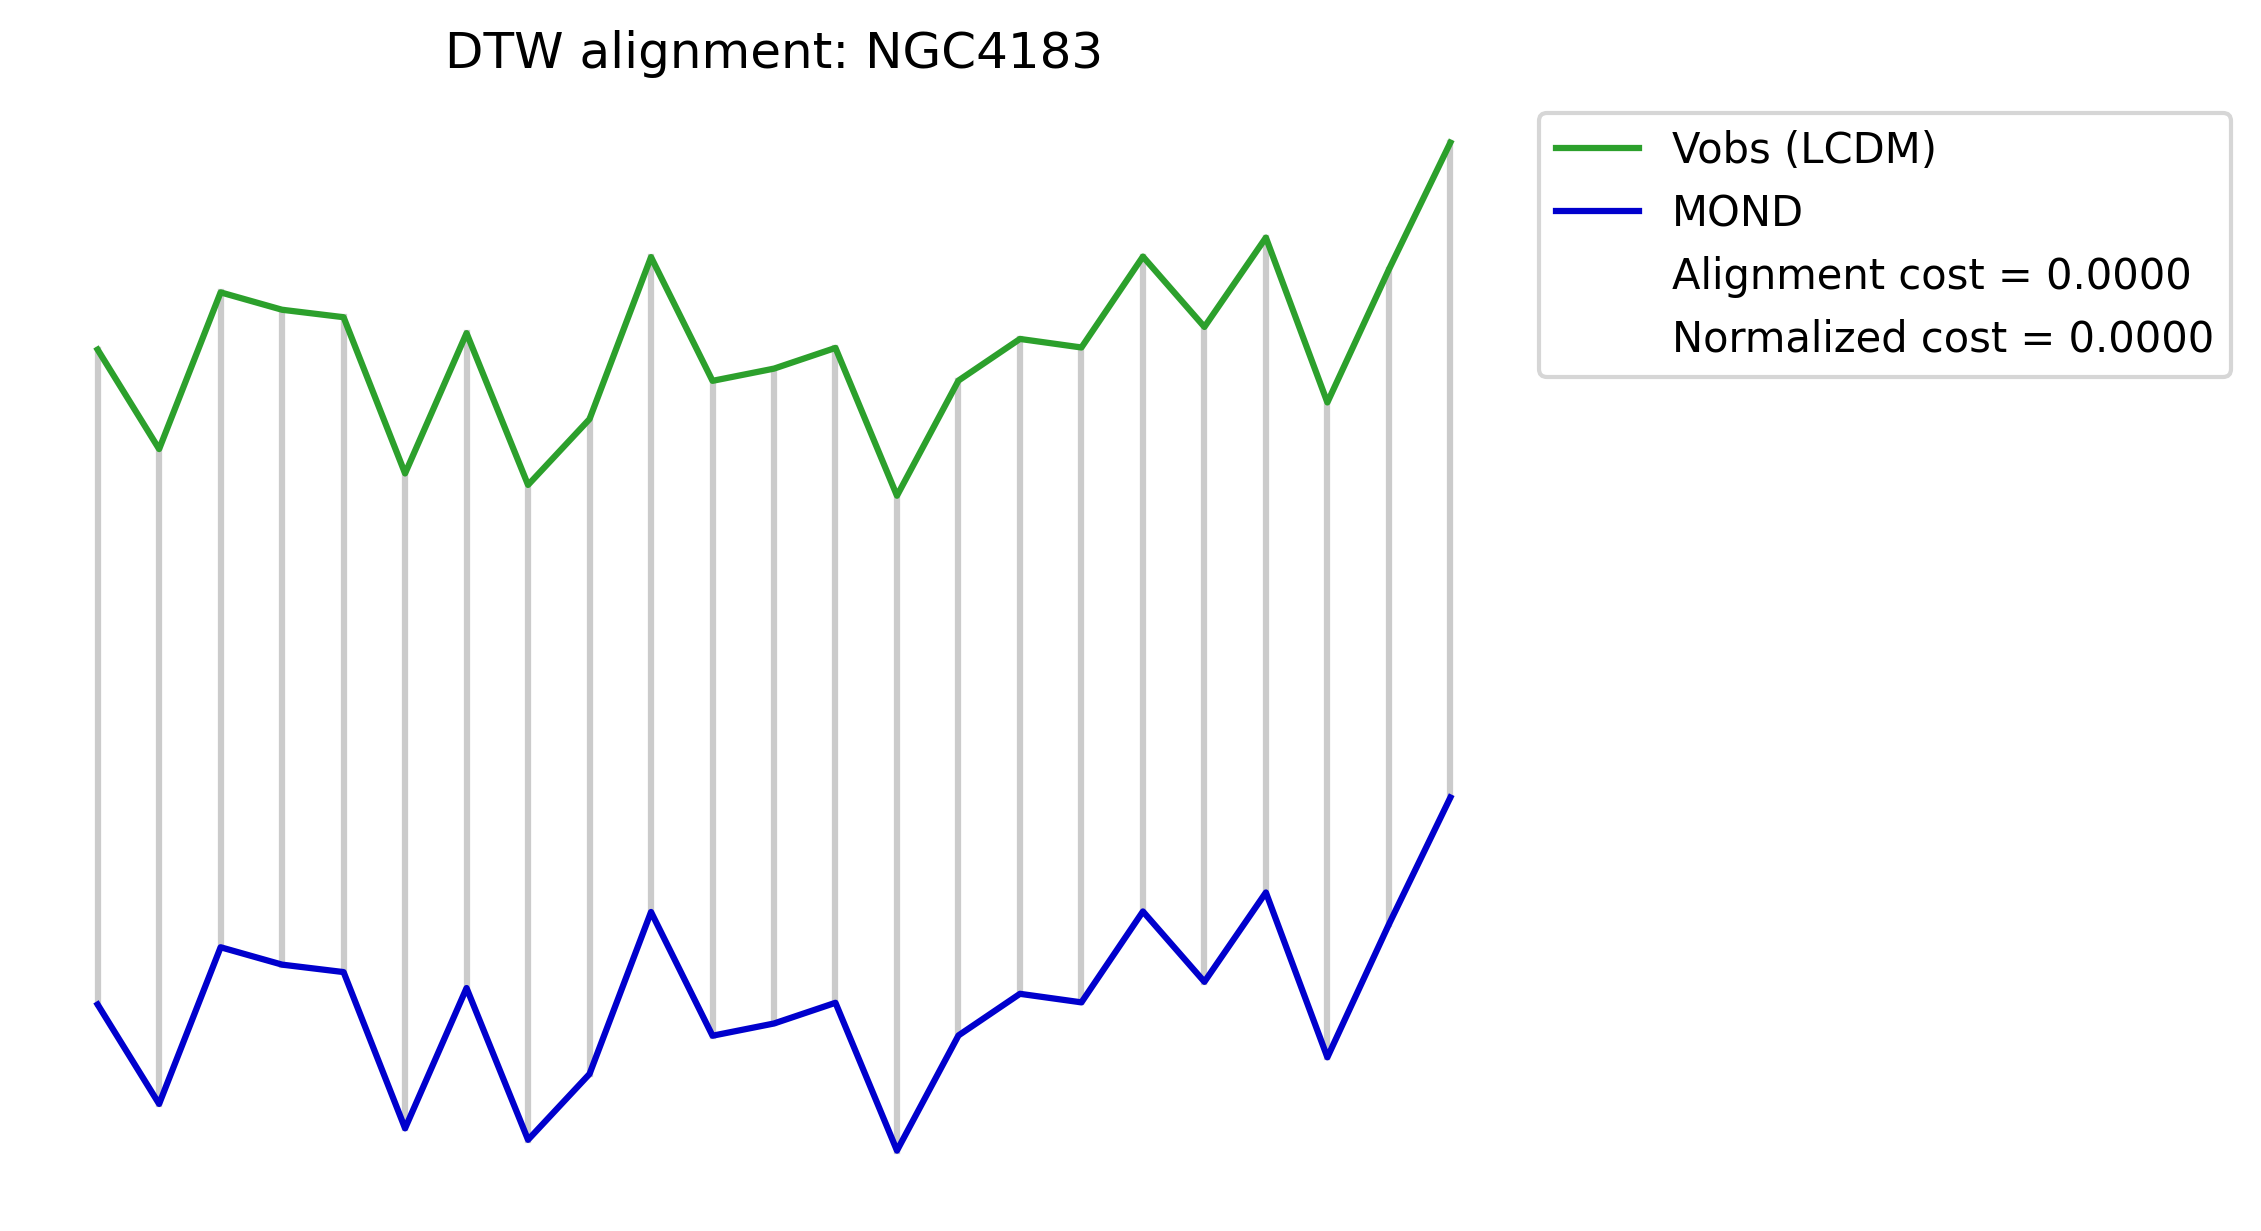 DTW alignment: NGC4183
Vobs (LCDM)
MOND
Alignment cost = 0.0000
Normalized cost = 0.0000